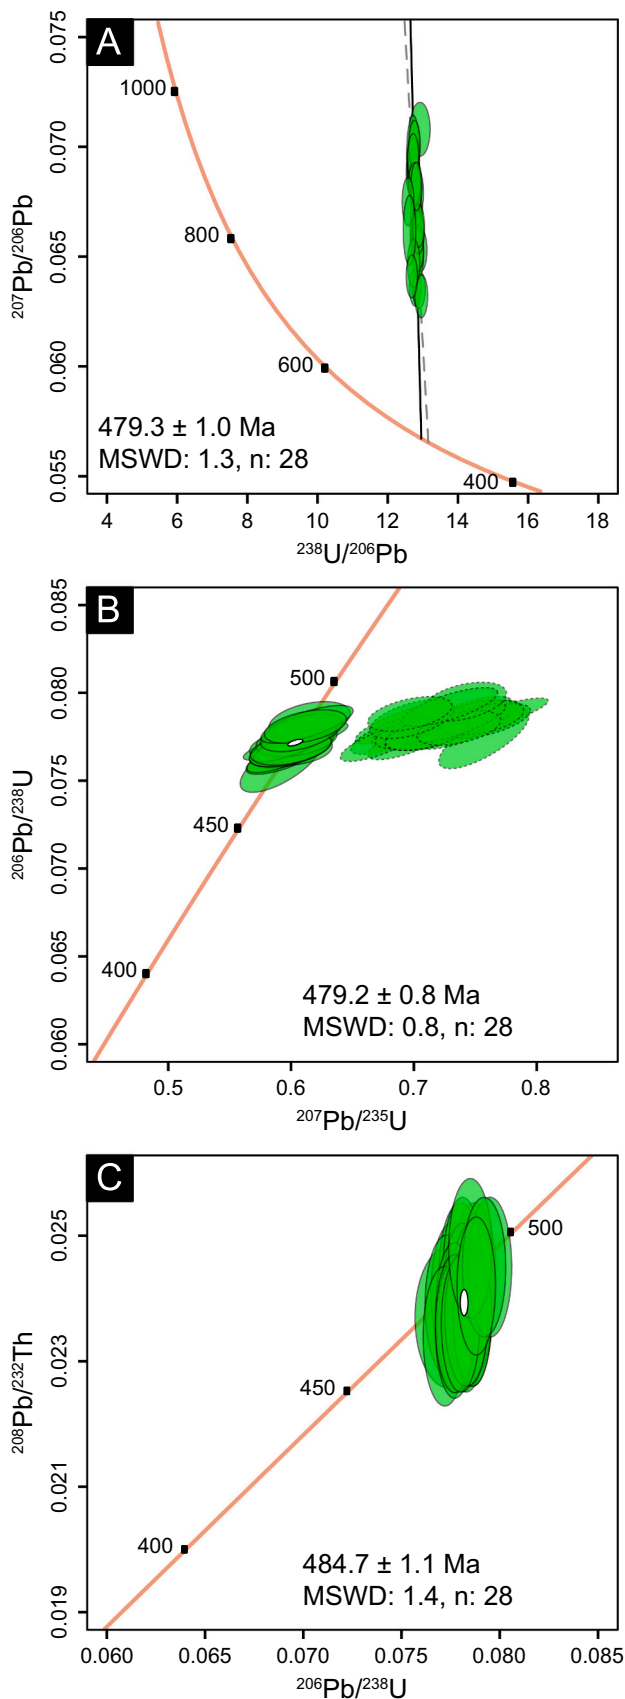 A
0.075
0.070
0.065
0.060
0.055
²⁰⁷Pb/²⁰⁶Pb
1000
800
600
400
479.3 ± 1.0 Ma
MSWD: 1.3, n: 28
4 6 8 10 12 14 16 18
²³⁸U/²⁰⁶Pb
B
0.085
0.080
0.075
0.070
0.065
0.060
²⁰⁶Pb/²³⁸U
500
450
400
479.2 ± 0.8 Ma
MSWD: 0.8, n: 28
0.5 0.6 0.7 0.8
²⁰⁷Pb/²³⁵U
C
0.025
0.023
0.021
0.019
²⁰⁸Pb/²³²Th
500
450
400
484.7 ± 1.1 Ma
MSWD: 1.4, n: 28
0.060 0.065 0.070 0.075 0.080 0.085
²⁰⁶Pb/²³⁸U